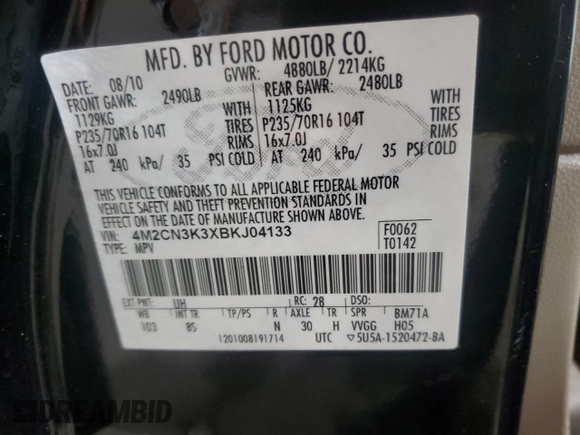 MFD. BY FORD MOTOR CO.
DATE: 08/10 GVWR: 4880LB/ 2214KG
FRONT GAWR: 2490LB REAR GAWR: 2480LB
1129KG 1125KG
P235/70R16 104T TIRES P235/70R16 104T TIRES
16x7.0J RIMS 16x7.0J RIMS
AT 240 kPa/ 35 PSI COLD AT 240 kPa/ 35 PSI COLD
THIS VEHICLE CONFORMS TO ALL APPLICABLE FEDERAL MOTOR
VEHICLE SAFETY AND THEFT PREVENTION STANDARDS IN
EFFECT ON THE DATE OF MANUFACTURE SHOWN ABOVE.
VIN: 4M2CN3K3XBKJ04133 F0062
TYPE: MPV T0142
EXT PNT: UH RC: 28 DSO:
WB INT TR TP/PS R AXLE TR SPR BM71A
103 8S N 30 H VVGG H05
1201008191714 UTC ▽5U5A-1520472-BA
Ford
DREAMBID